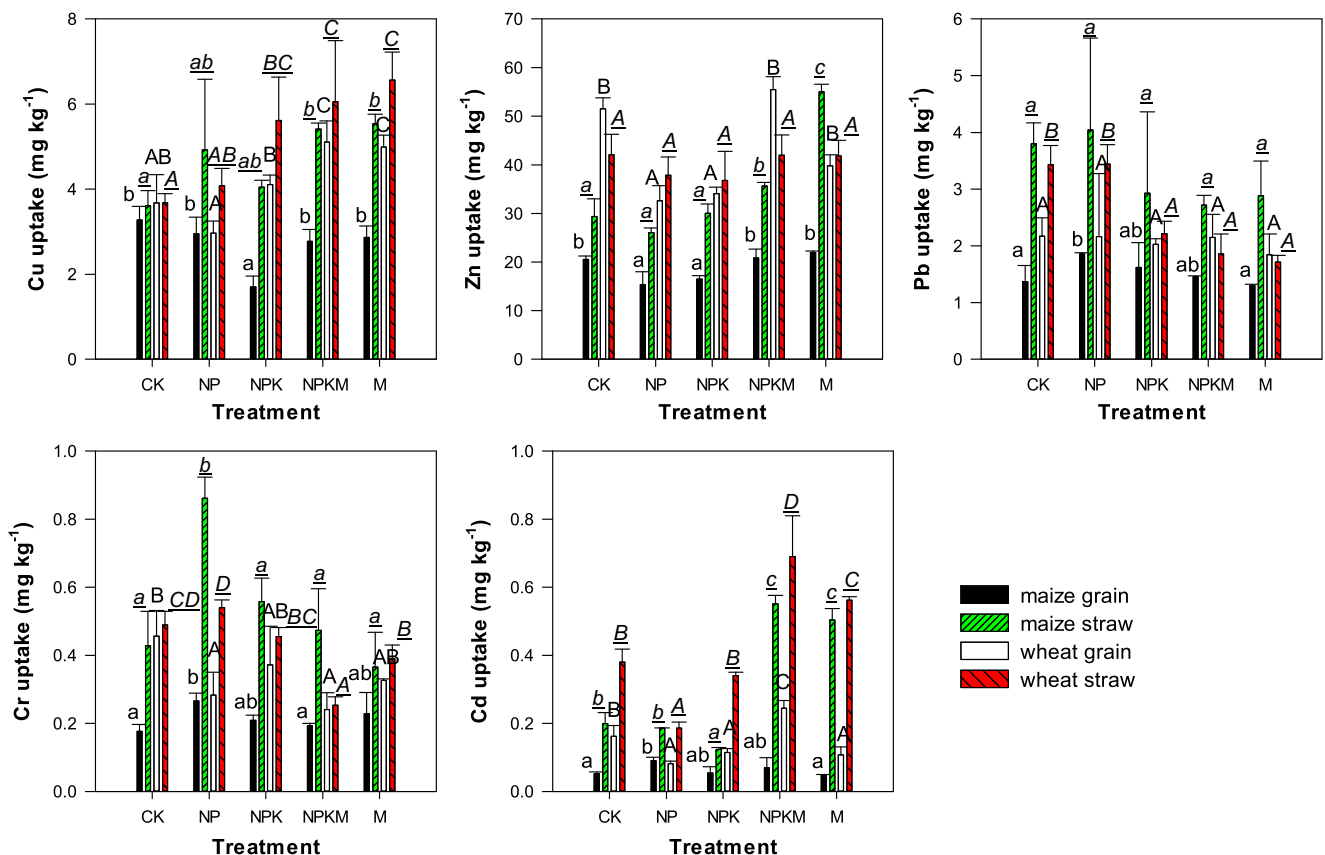 Cu uptake (mg kg⁻¹)
8
6
4
2
0
b a AB A
b ab A AB
a ab B BC
b b C C
b b C C
CK NP NPK NPKM M
Treatment
Zn uptake (mg kg⁻¹)
70
60
50
40
30
20
10
0
b a B A
a a A A
a a A A
b b B A
b c B A
CK NP NPK NPKM M
Treatment
Pb uptake (mg kg⁻¹)
6
5
4
3
2
1
0
a a A B
b a A B
ab a A A
ab a A A
a a A A
CK NP NPK NPKM M
Treatment
Cr uptake (mg kg⁻¹)
1.0
0.8
0.6
0.4
0.2
0.0
a a B CD
b b A D
ab a AB BC
a a A A
ab a AB B
CK NP NPK NPKM M
Treatment
Cd uptake (mg kg⁻¹)
1.0
0.8
0.6
0.4
0.2
0.0
a b B B
b b A A
ab a A B
ab c C D
a c A C
CK NP NPK NPKM M
Treatment
maize grain
maize straw
wheat grain
wheat straw